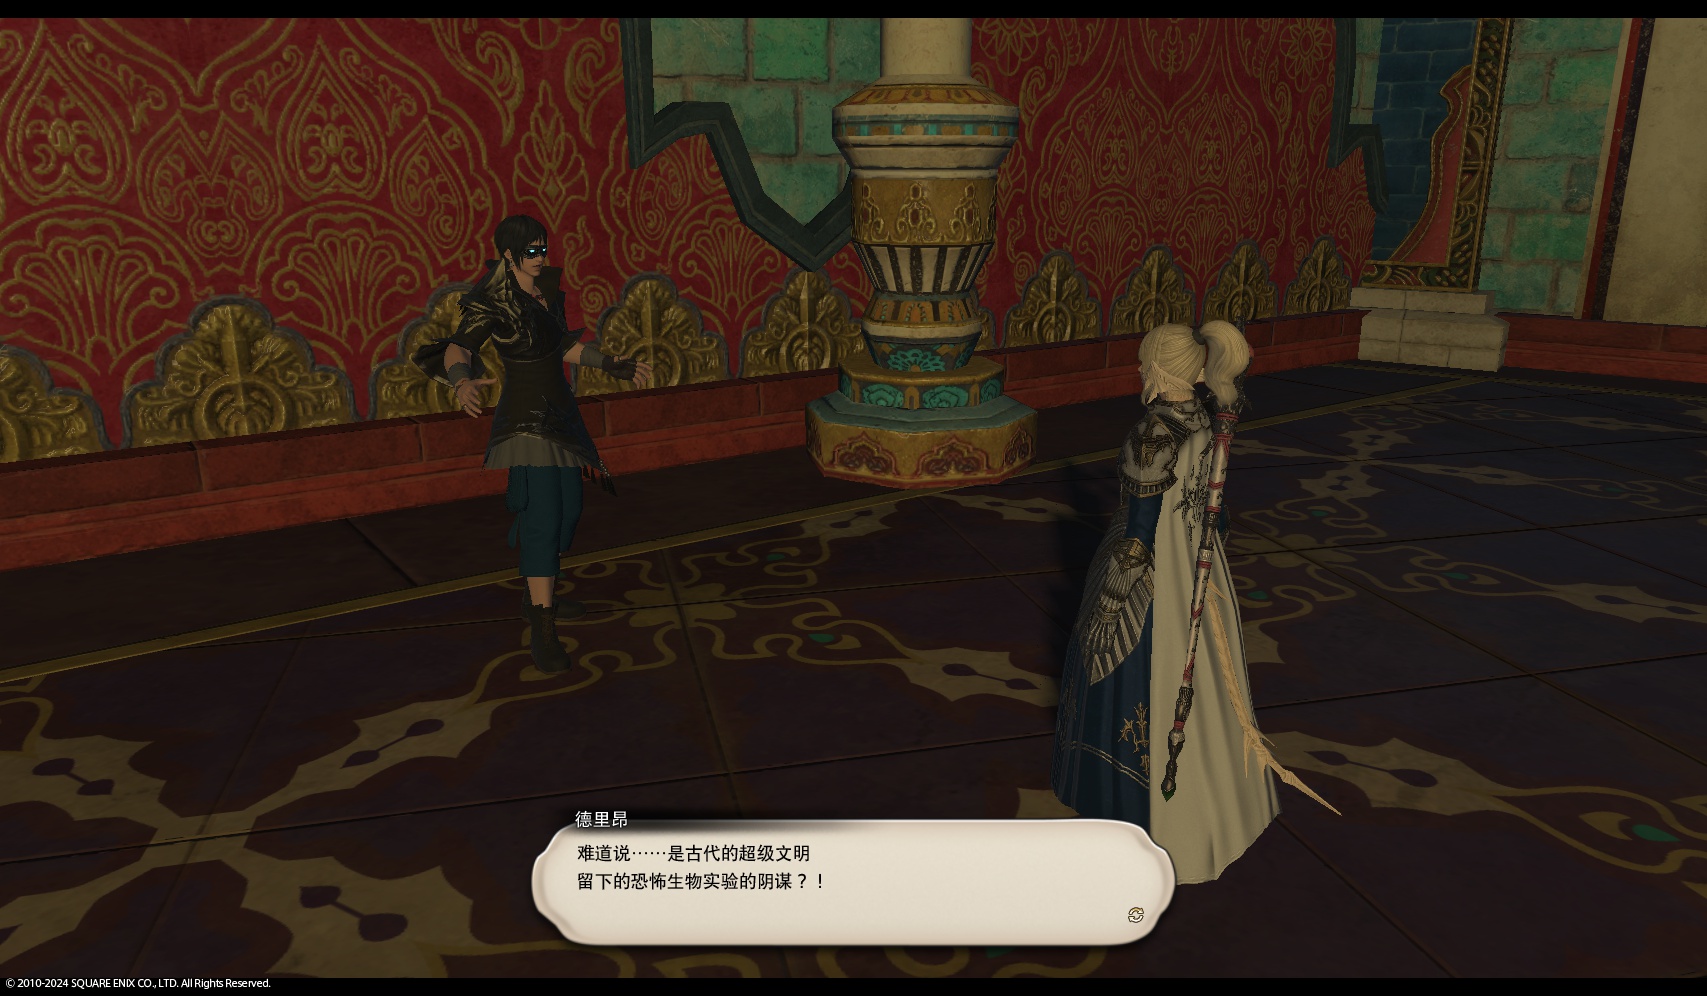 德里昂
难道说……是古代的超级文明
留下的恐怖生物实验的阴谋？！
© 2010-2024 SQUARE ENIX CO., LTD. All Rights Reserved.